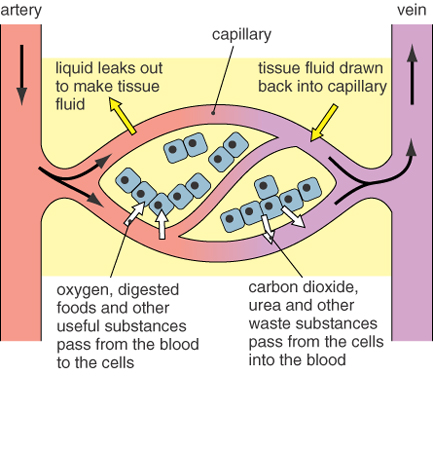 artery
vein
capillary
liquid leaks out
to make tissue
fluid
tissue fluid drawn
back into capillary
oxygen, digested
foods and other
useful substances
pass from the blood
to the cells
carbon dioxide,
urea and other
waste substances
pass from the cells
into the blood